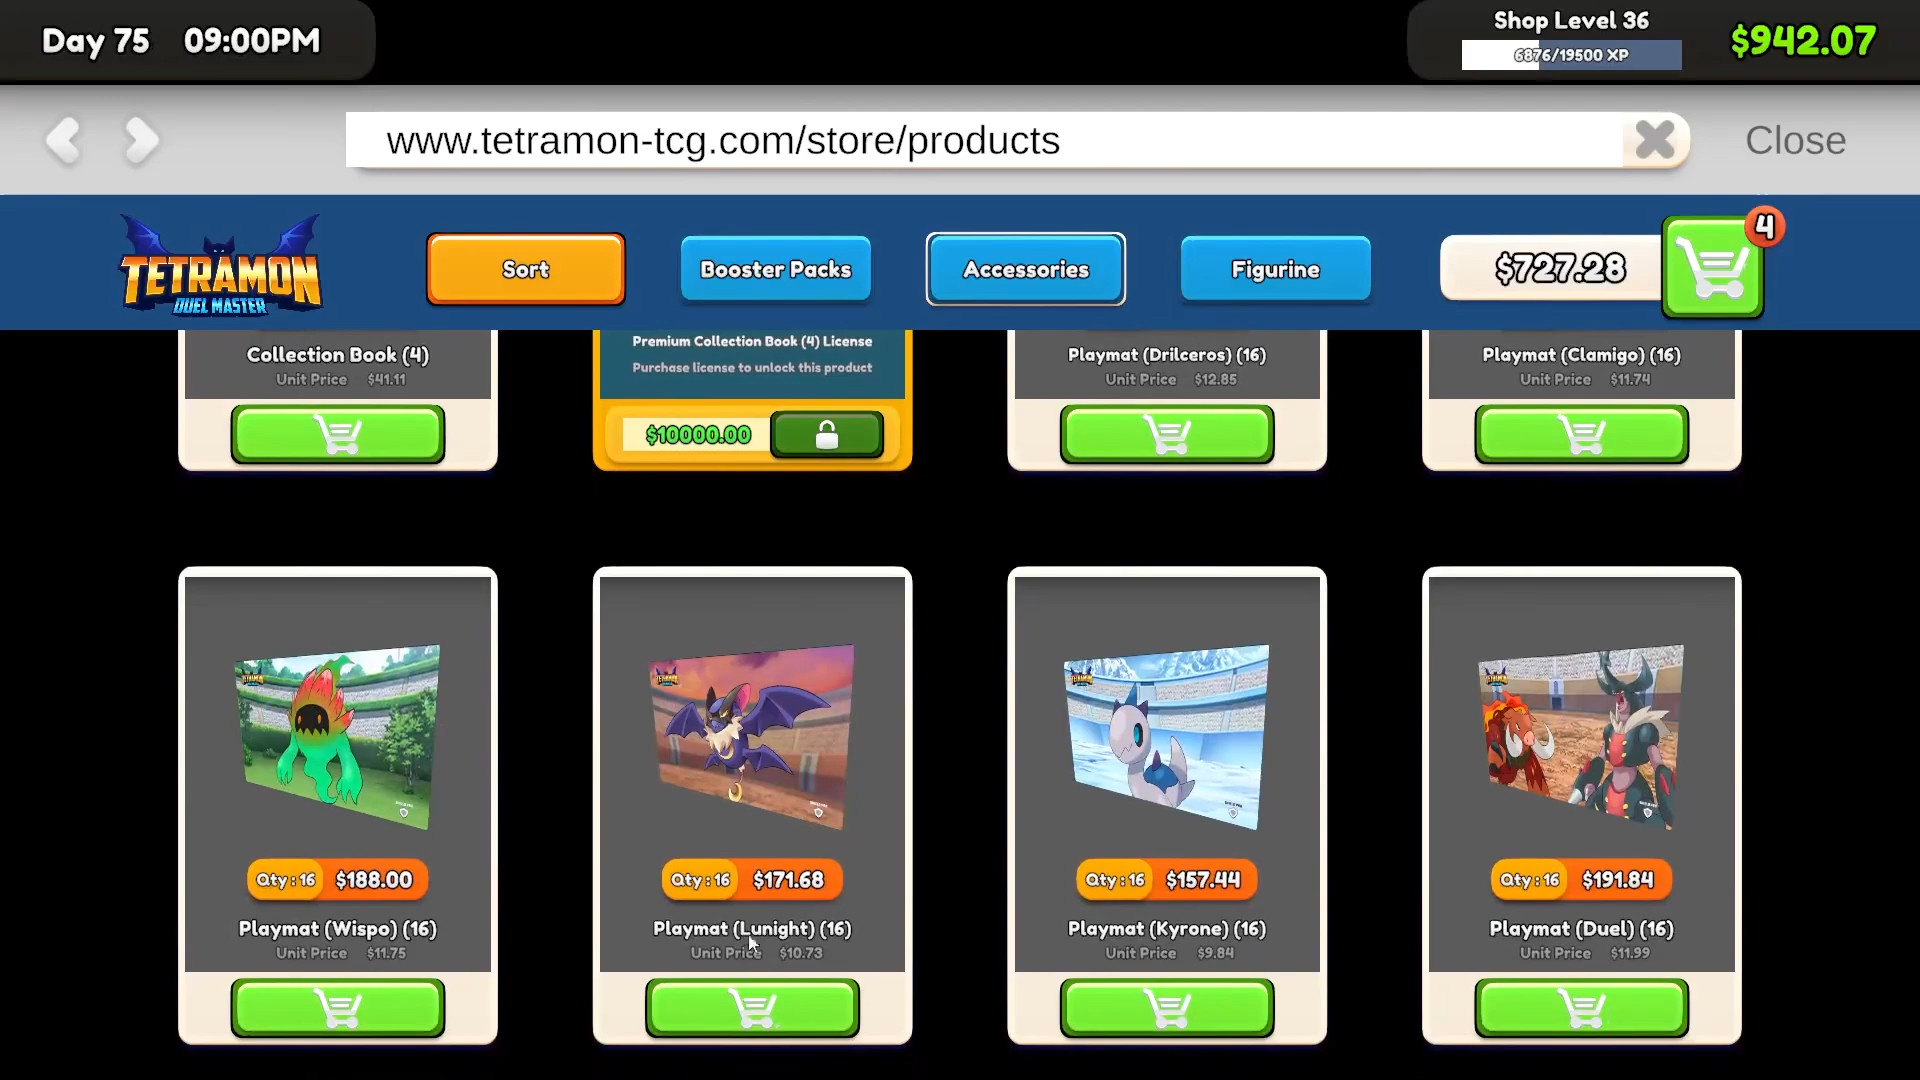 Day 75 09:00PM
Shop Level 36
6876/19500 XP
$942.07
www.tetramon-tcg.com/store/products
Close
TETRAMON
DUEL MASTER
Sort
Booster Packs
Accessories
Figurine
$727.28
4
Collection Book (4)
Unit Price $41.11
Premium Collection Book (4) License
Purchase license to unlock this product
$10000.00
Playmat (Drilceros) (16)
Unit Price $12.85
Playmat (Clamigo) (16)
Unit Price $11.74
TETRAMON
Qty : 16 $188.00
Playmat (Wispo) (16)
Unit Price $11.75
TETRAMON
Qty : 16 $171.68
Playmat (Lunight) (16)
Unit Price $10.73
TETRAMON
Qty : 16 $157.44
Playmat (Kyrone) (16)
Unit Price $9.84
TETRAMON
Qty : 16 $191.84
Playmat (Duel) (16)
Unit Price $11.99